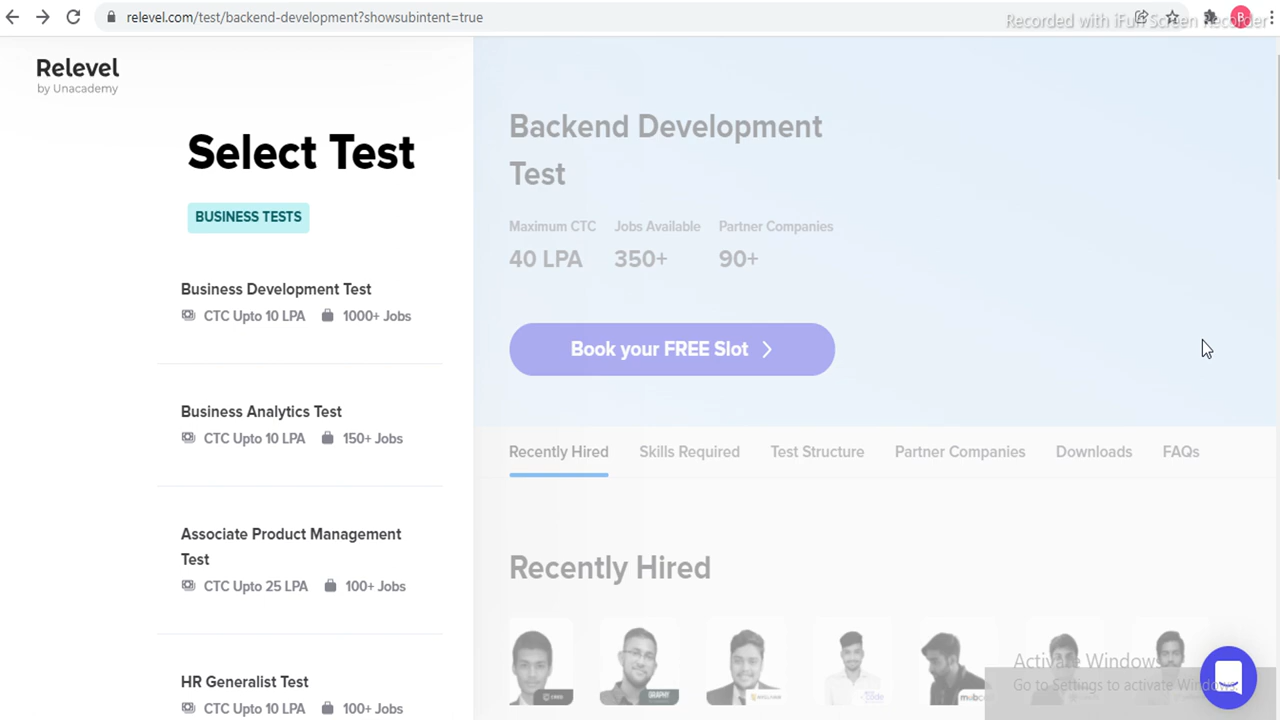 relevel.com/test/backend-development?showsubintent=true
Recorded with iFun Screen Recorder
B
Relevel
by Unacademy
Select Test
BUSINESS TESTS
Business Development Test
CTC Upto 10 LPA 1000+ Jobs
Business Analytics Test
CTC Upto 10 LPA 150+ Jobs
Associate Product Management
Test
CTC Upto 25 LPA 100+ Jobs
HR Generalist Test
CTC Upto 10 LPA 100+ Jobs
Backend Development
Test
Maximum CTC Jobs Available Partner Companies
40 LPA 350+ 90+
Book your FREE Slot
Recently Hired Skills Required Test Structure Partner Companies Downloads FAQs
Recently Hired
Activate Windows
Go to Settings to activate Windows.